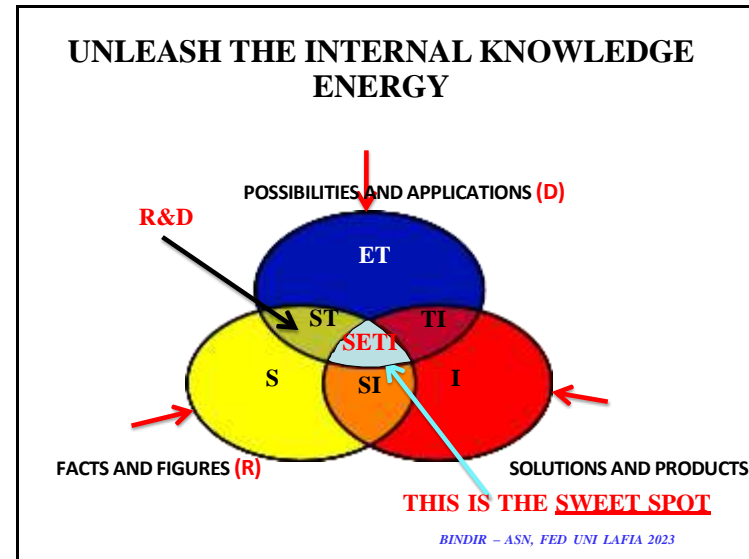 UNLEASH THE INTERNAL KNOWLEDGE
ENERGY
POSSIBILITIES AND APPLICATIONS (D)
R&D
ET
ST
TI
SETI
S
SI
I
FACTS AND FIGURES (R)
SOLUTIONS AND PRODUCTS
THIS IS THE SWEET SPOT
BINDIR – ASN, FED UNI LAFIA 2023